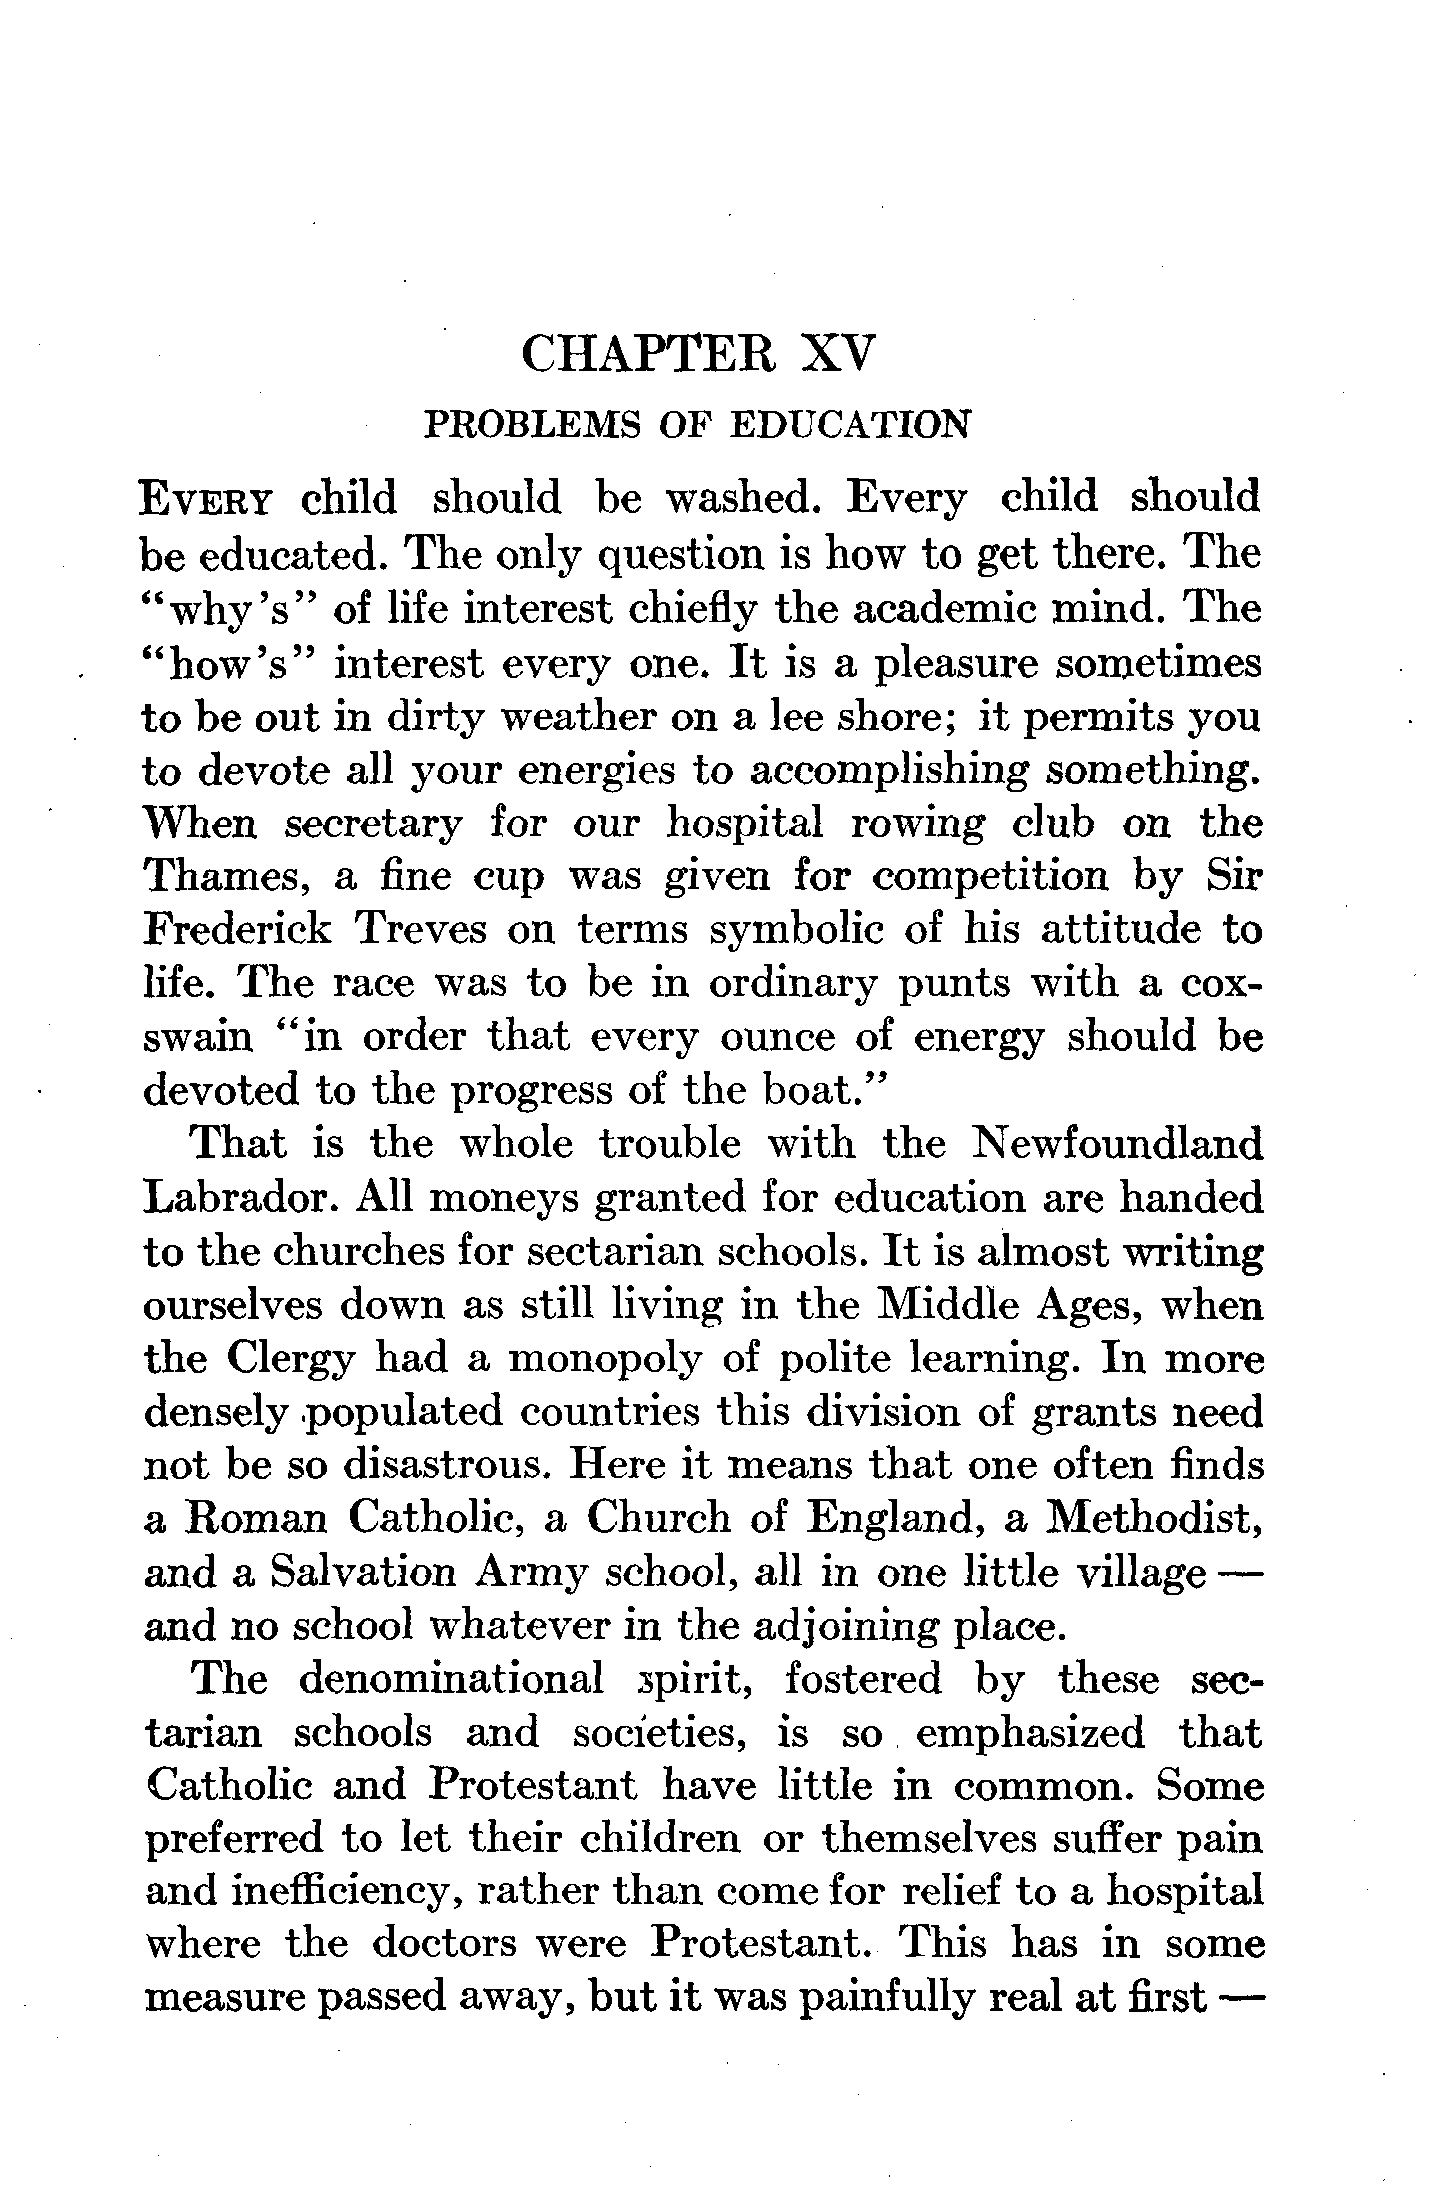 CHAPTER XV
PROBLEMS OF EDUCATION
EVERY child should be washed. Every child should
be educated. The only question is how to get there. The
“why's” of life interest chiefly the academic mind. The
“how's” interest every one. It is a pleasure sometimes
to be out in dirty weather on a lee shore; it permits you
to devote all your energies to accomplishing something.
When secretary for our hospital rowing club on the
Thames, a fine cup was given for competition by Sir
Frederick Treves on terms symbolic of his attitude to
life. The race was to be in ordinary punts with a cox-
swain “in order that every ounce of energy should be
devoted to the progress of the boat.”
That is the whole trouble with the Newfoundland
Labrador. All moneys granted for education are handed
to the churches for sectarian schools. It is almost writing
ourselves down as still living in the Middle Ages, when
the Clergy had a monopoly of polite learning. In more
densely populated countries this division of grants need
not be so disastrous. Here it means that one often finds
a Roman Catholic, a Church of England, a Methodist,
and a Salvation Army school, all in one little village —
and no school whatever in the adjoining place.
The denominational spirit, fostered by these sec-
tarian schools and societies, is so emphasized that
Catholic and Protestant have little in common. Some
preferred to let their children or themselves suffer pain
and inefficiency, rather than come for relief to a hospital
where the doctors were Protestant. This has in some
measure passed away, but it was painfully real at first —